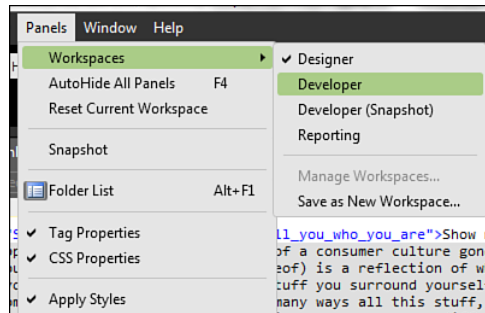 Panels Window Help
Workspaces
AutoHide All Panels F4
Reset Current Workspace
Snapshot
Folder List Alt+F1
Tag Properties
CSS Properties
Apply Styles
Designer
Developer
Developer (Snapshot)
Reporting
Manage Workspaces...
Save as New Workspace...
ll_you_who_you_are">Show
of a consumer culture gon
eof) is a reflection of w
tuff you surround yoursel
many ways all this stuff,